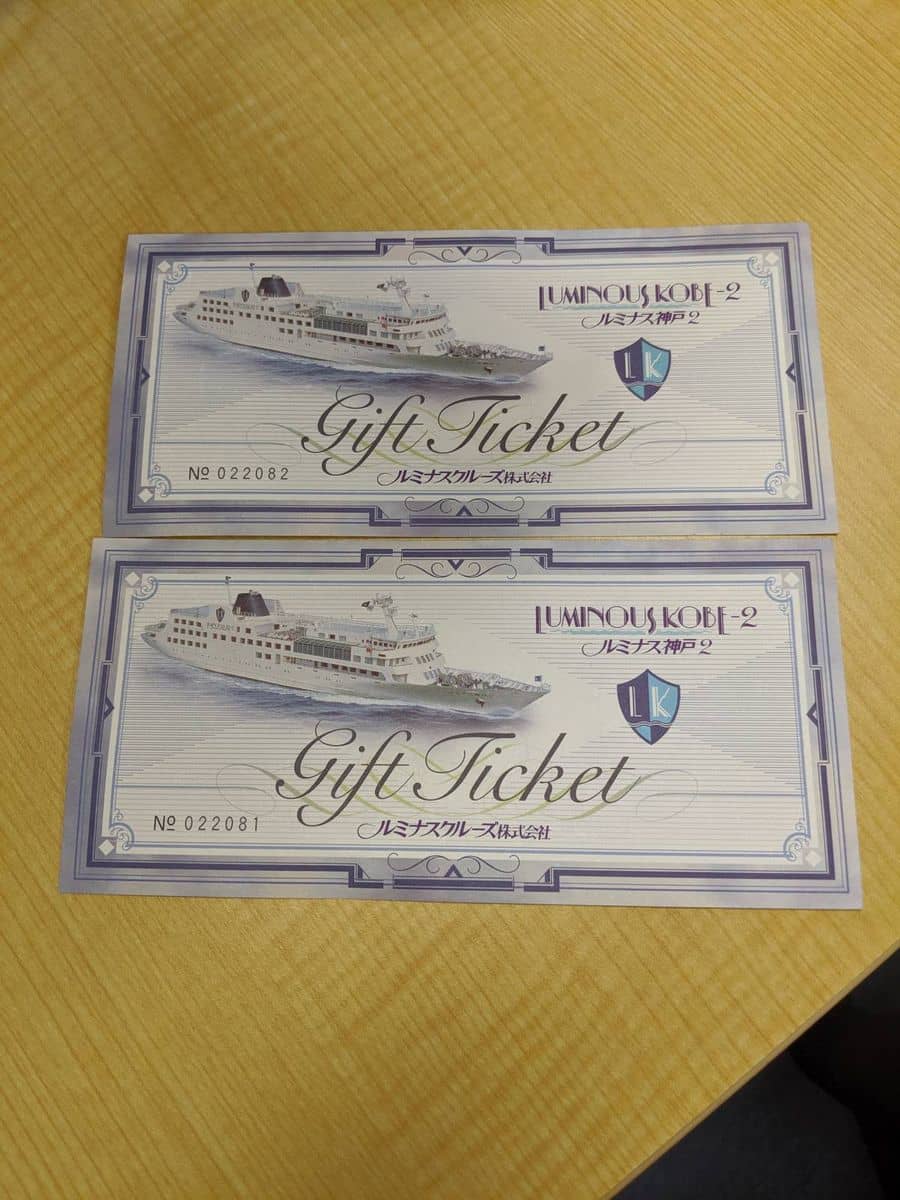 LUMINOUS KOBE-2
ルミナス神戸2
LK
Gift Ticket
№ 022082
ルミナスクルーズ株式会社
LUMINOUS KOBE-2
ルミナス神戸2
LK
Gift Ticket
№ 022081
ルミナスクルーズ株式会社